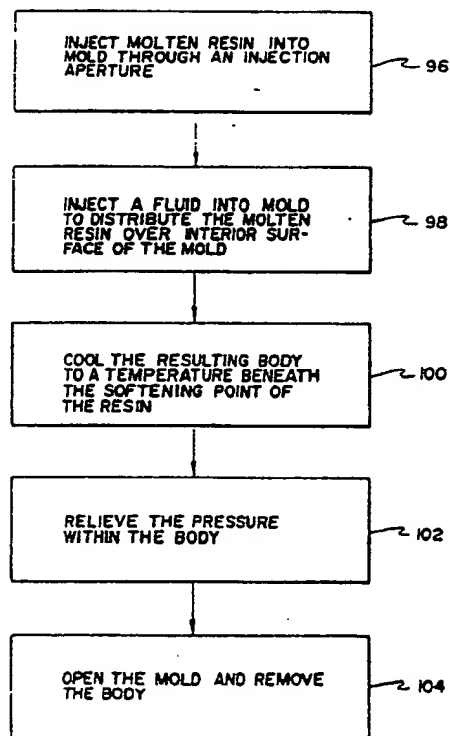 INJECT MOLTEN RESIN INTO
MOLD THROUGH AN INJECTION
APERTURE
96
INJECT A FLUID INTO MOLD
TO DISTRIBUTE THE MOLTEN
RESIN OVER INTERIOR SUR-
FACE OF THE MOLD
98
COOL THE RESULTING BODY
TO A TEMPERATURE BENEATH
THE SOFTENING POINT OF
THE RESIN
100
RELIEVE THE PRESSURE
WITHIN THE BODY
102
OPEN THE MOLD AND REMOVE
THE BODY
104